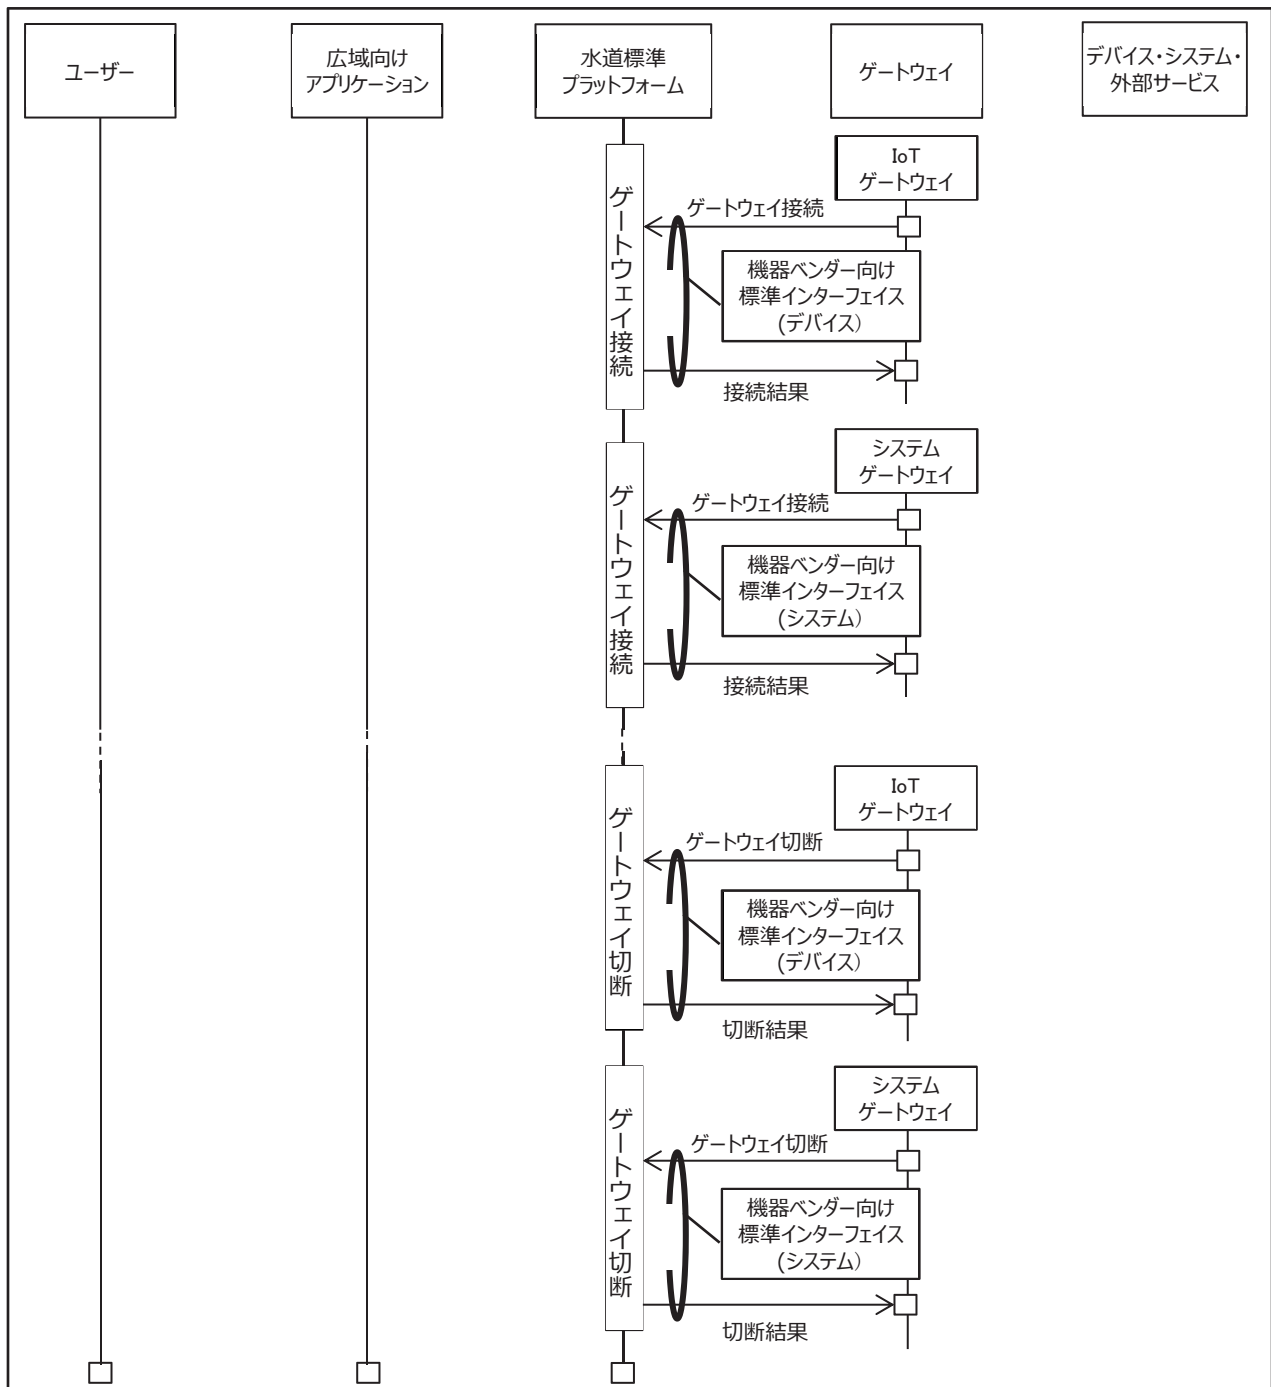 ユーザー
広域向け
アプリケーション
水道標準
プラットフォーム
ゲートウェイ
デバイス・システム・
外部サービス
IoT
ゲートウェイ
ゲートウェイ接続
ゲートウェイ接続
機器ベンダー向け
標準インターフェイス
(デバイス)
接続結果
システム
ゲートウェイ
ゲートウェイ接続
ゲートウェイ接続
機器ベンダー向け
標準インターフェイス
(システム)
接続結果
IoT
ゲートウェイ
ゲートウェイ切断
ゲートウェイ切断
機器ベンダー向け
標準インターフェイス
(デバイス)
切断結果
システム
ゲートウェイ
ゲートウェイ切断
ゲートウェイ切断
機器ベンダー向け
標準インターフェイス
(システム)
切断結果